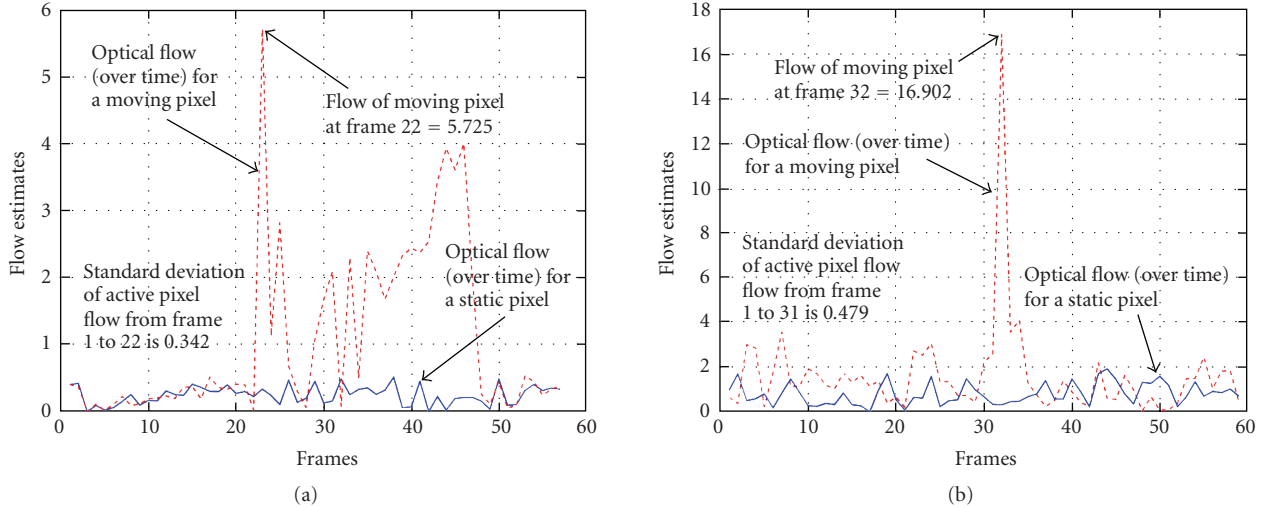 6
5
4
3
2
1
0
Flow estimates
Optical flow
(over time) for
a moving pixel
Flow of moving pixel
at frame 22 = 5.725
Optical flow
(over time) for
a static pixel
Standard deviation
of active pixel
flow from frame
1 to 22 is 0.342
0 10 20 30 40 50 60
Frames
(a)
18
16
14
12
10
8
6
4
2
0
Flow estimates
Flow of moving pixel
at frame 32 = 16.902
Optical flow (over time)
for a moving pixel
Standard deviation
of active pixel flow
flow from frame
1 to 31 is 0.479
Optical flow (over time)
for a static pixel
0 10 20 30 40 50 60
Frames
(b)